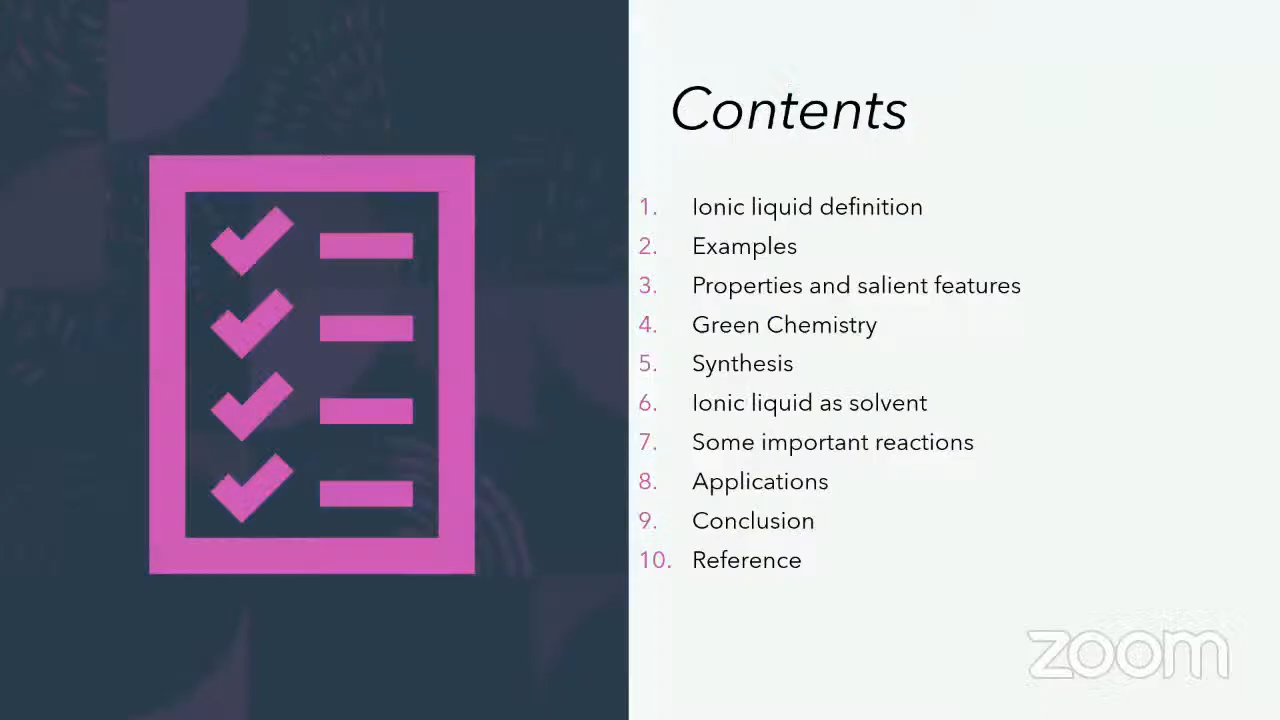 Contents
1. Ionic liquid definition
2. Examples
3. Properties and salient features
4. Green Chemistry
5. Synthesis
6. Ionic liquid as solvent
7. Some important reactions
8. Applications
9. Conclusion
10. Reference
zoom